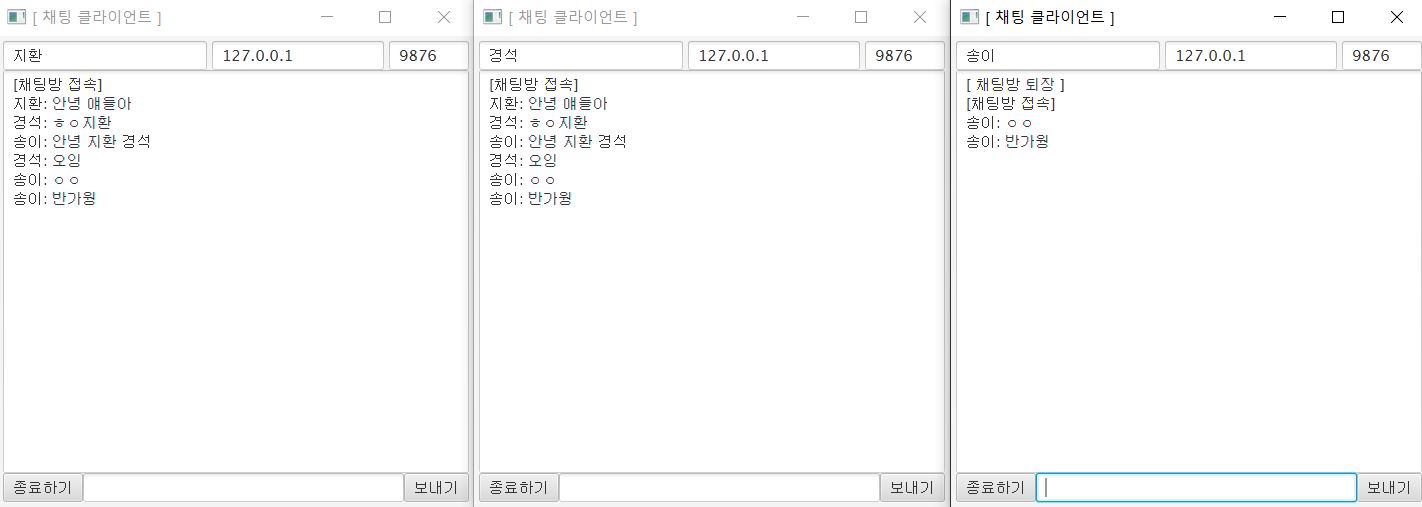 [ 채팅 클라이언트 ]
지환 127.0.0.1 9876
[채팅방 접속]
지환: 안녕 얘들아
경석: ㅎㅇ지환
송이: 안녕 지환 경석
경석: 오잉
송이: ㅇㅇ
송이: 반가웡
종료하기 보내기
[ 채팅 클라이언트 ]
경석 127.0.0.1 9876
[채팅방 접속]
지환: 안녕 얘들아
경석: ㅎㅇ지환
송이: 안녕 지환 경석
경석: 오잉
송이: ㅇㅇ
송이: 반가웡
종료하기 보내기
[ 채팅 클라이언트 ]
송이 127.0.0.1 9876
[ 채팅방 퇴장 ]
[채팅방 접속]
송이: ㅇㅇ
송이: 반가웡
종료하기 보내기